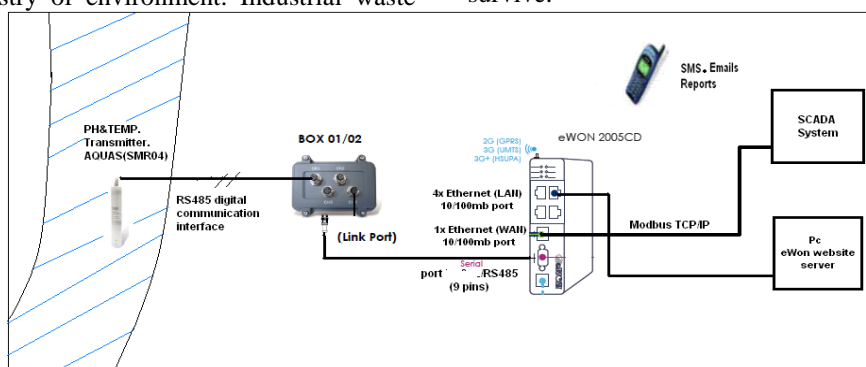 stry of environment. Industrial waste
survive.
PH&TEMP.
Transmitter.
AQUAS(SMR04)
RS485 digital
communication
interface
BOX 01/02
(Link Port)
2G (GPRS)
3G (UMTS)
3G+ (HSUPA)
eWON 2005CD
4x Ethernet (LAN)
10/100mb port
1x Ethernet (WAN)
10/100mb port
Serial
port /RS485
(9 pins)
SMS. Emails
Reports
Modbus TCP/IP
SCADA
System
Pc
eWon website
server